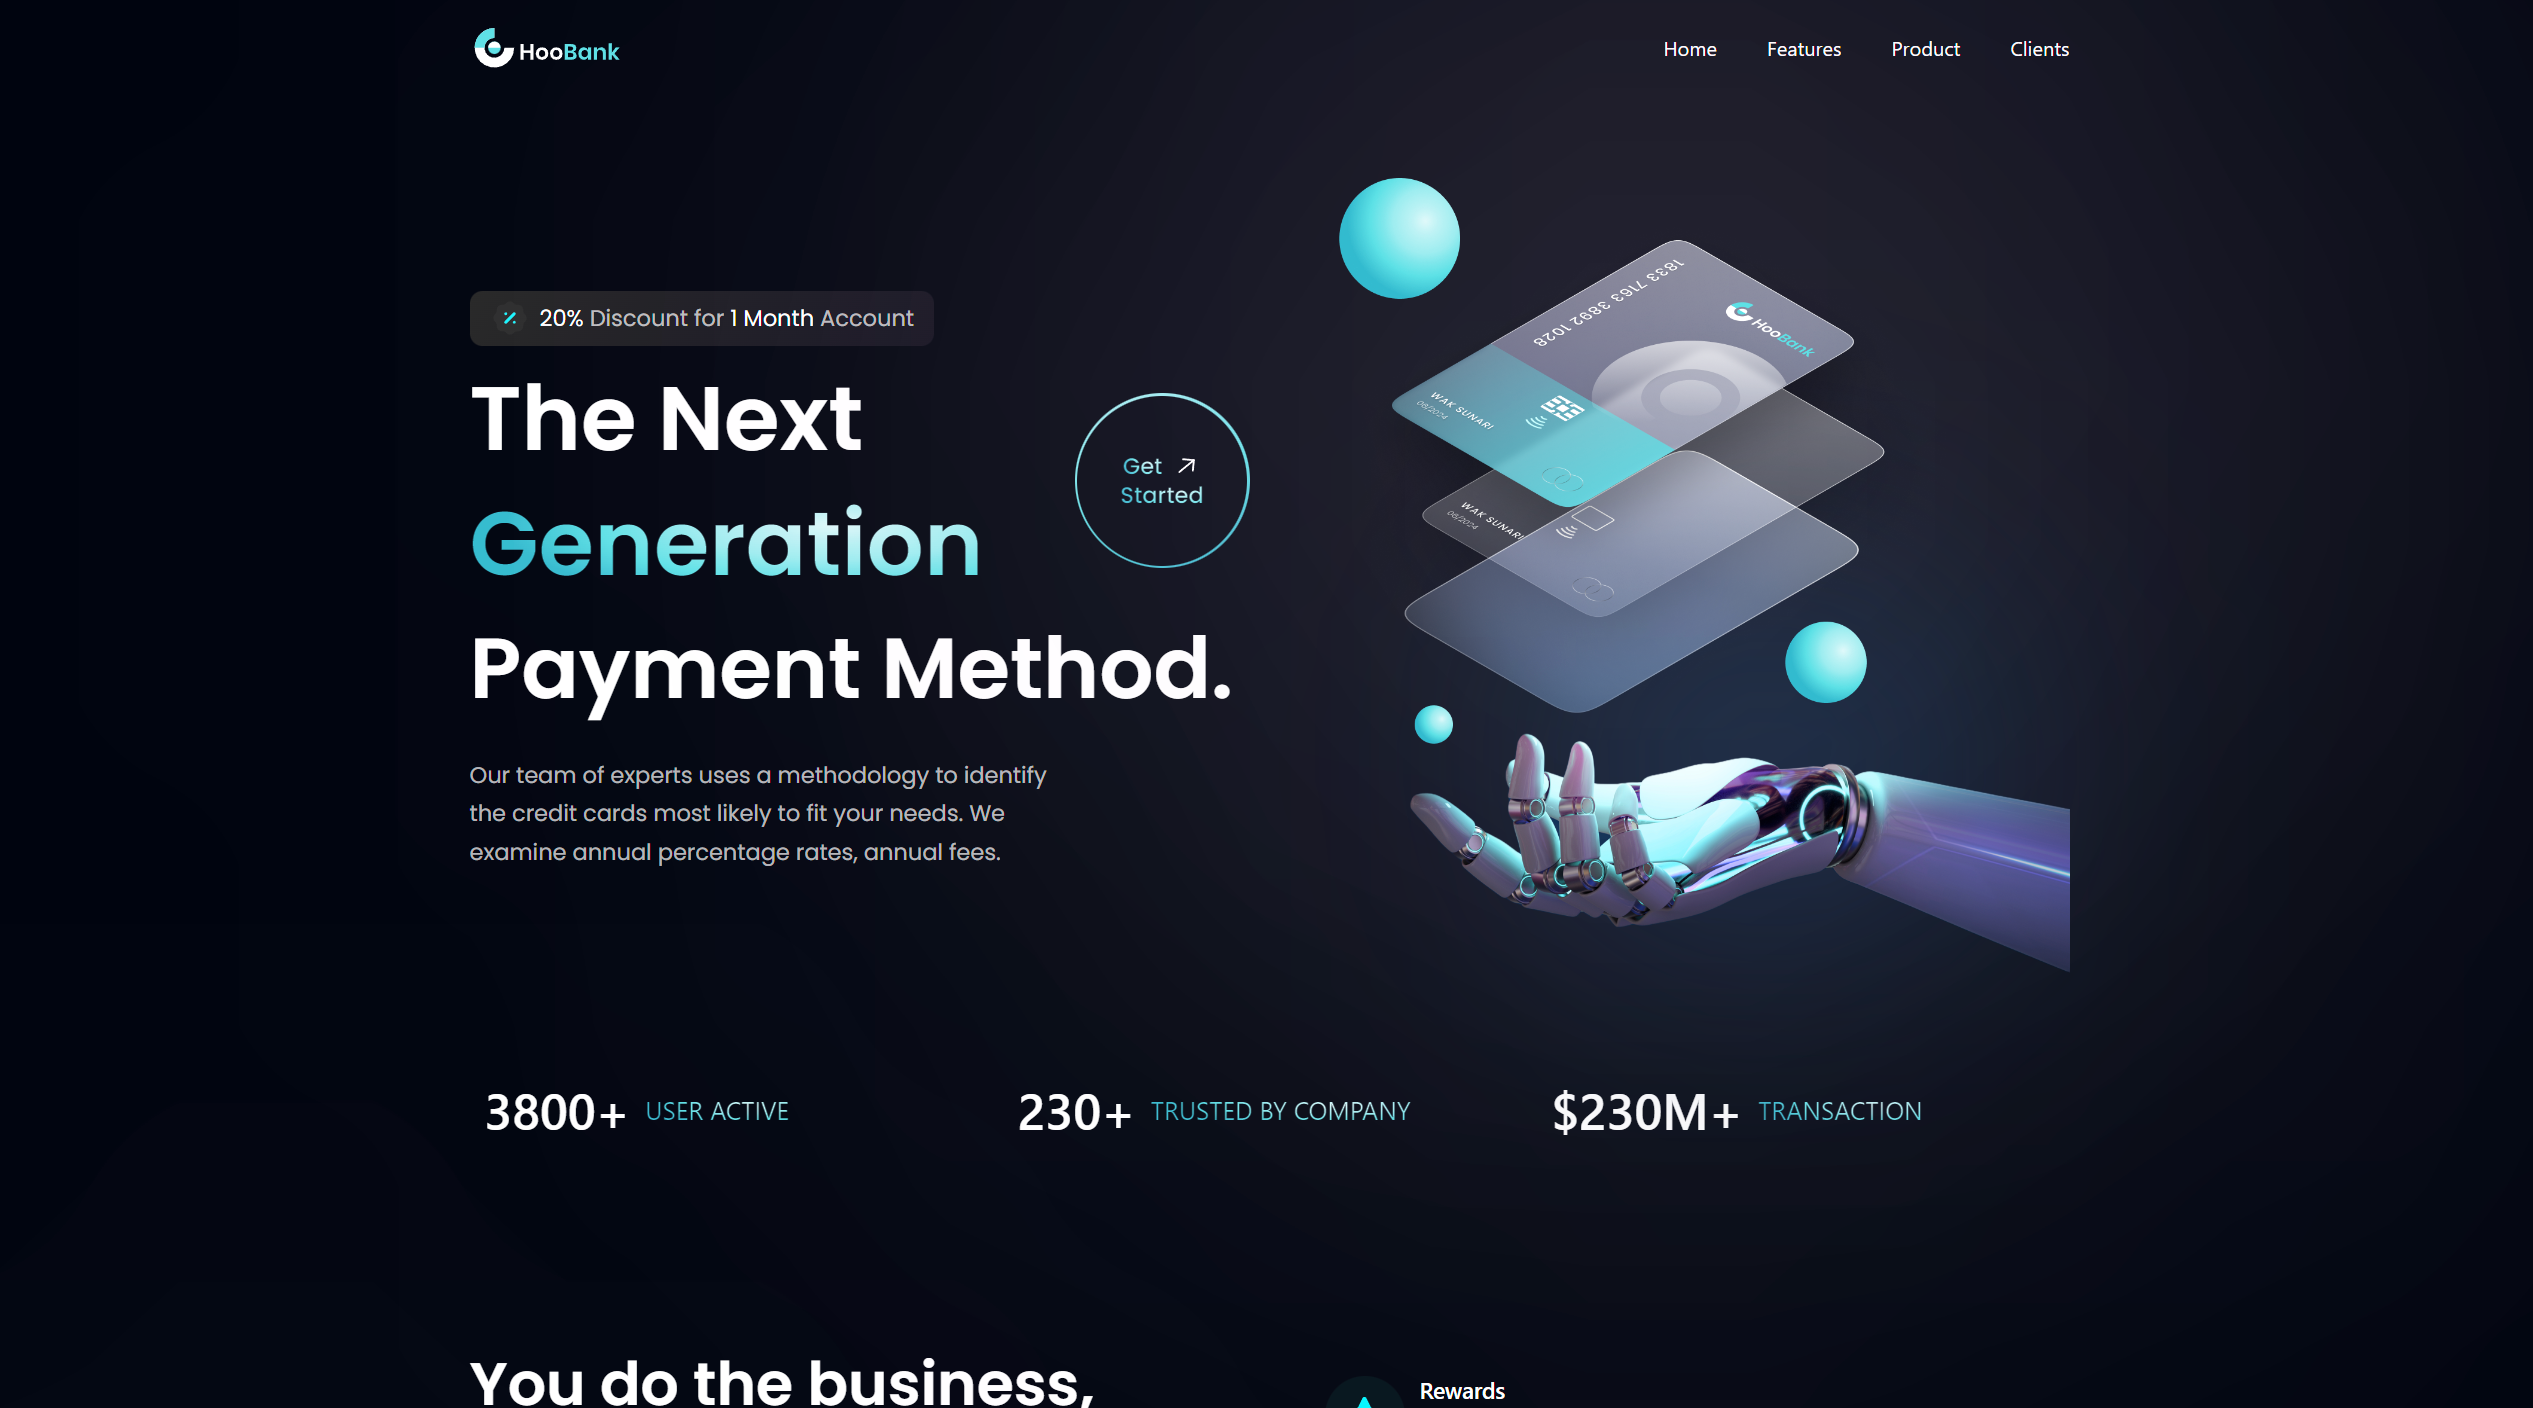 HooBank
Home Features Product Clients
20% Discount for 1 Month Account
The Next
Generation
Payment Method.
Get
Started
Our team of experts uses a methodology to identify
the credit cards most likely to fit your needs. We
examine annual percentage rates, annual fees.
1833 7163 3892 1028
HooBank
WAK SUNARI
08/2024
WAK SUNARI
08/2024
3800+ USER ACTIVE
230+ TRUSTED BY COMPANY
$230M+ TRANSACTION
You do the business,
Rewards